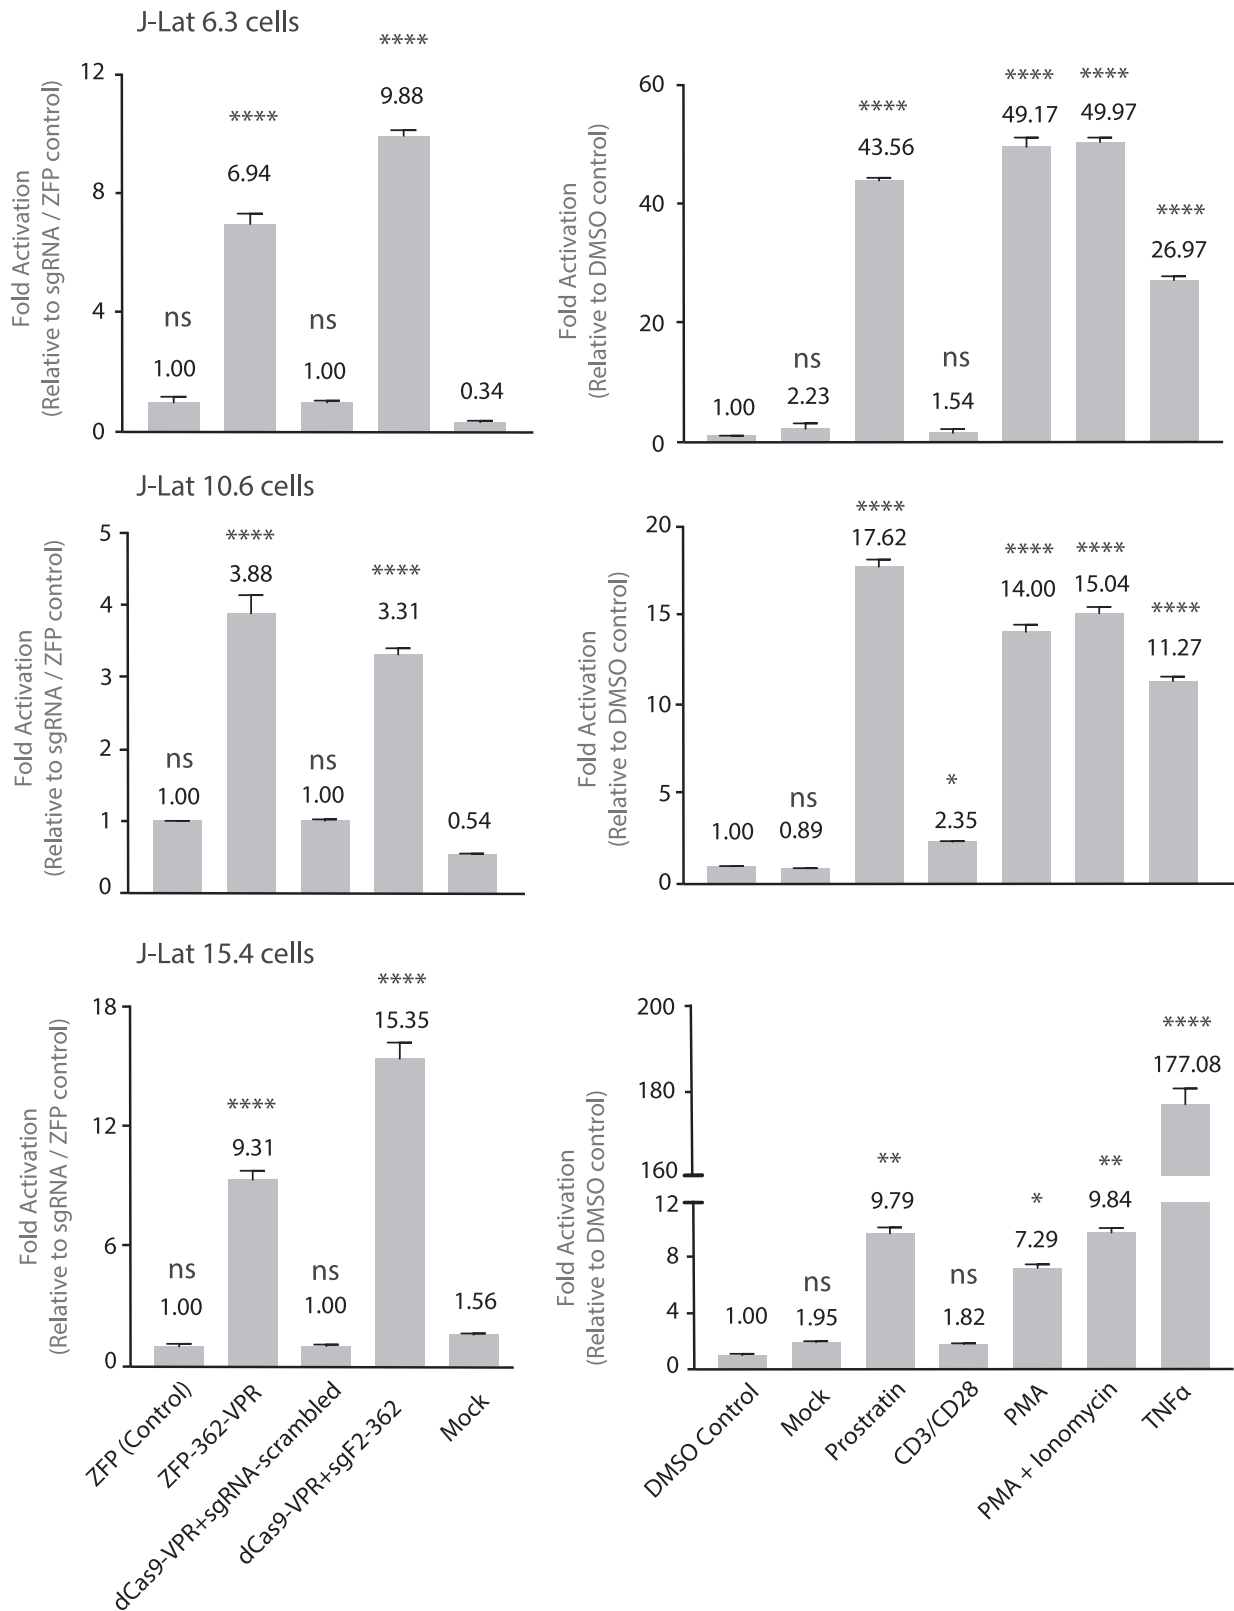 J-Lat 6.3 cells
Fold Activation
(Relative to sgRNA / ZFP control)
12
8
4
0
ns
1.00
****
6.94
ns
1.00
****
9.88
0.34
Fold Activation
(Relative to DMSO control)
60
40
20
0
1.00
ns
2.23
****
43.56
ns
1.54
****
49.17
****
49.97
****
26.97
J-Lat 10.6 cells
Fold Activation
(Relative to sgRNA / ZFP control)
5
4
3
2
1
0
ns
1.00
****
3.88
ns
1.00
****
3.31
0.54
Fold Activation
(Relative to DMSO control)
20
15
10
5
0
1.00
ns
0.89
****
17.62
*
2.35
****
14.00
****
15.04
****
11.27
J-Lat 15.4 cells
Fold Activation
(Relative to sgRNA / ZFP control)
18
12
6
0
ns
1.00
****
9.31
ns
1.00
****
15.35
1.56
ZFP (Control)
ZFP-362-VPR
dCas9-VPR+sgRNA-scrambled
dCas9-VPR+sgF2-362
Mock
Fold Activation
(Relative to DMSO control)
200
180
160
12
8
4
0
1.00
ns
1.95
**
9.79
ns
1.82
*
7.29
**
9.84
****
177.08
DMSO Control
Mock
Prostratin
CD3/CD28
PMA
PMA + Ionomycin
TNFα